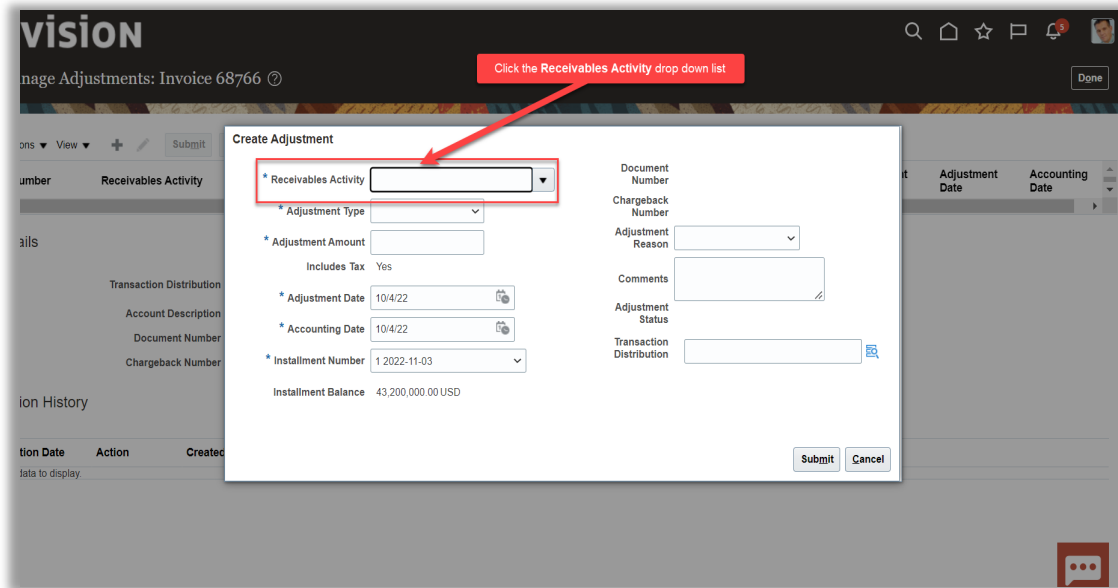 vision
5
nage Adjustments: Invoice 68766
Click the Receivables Activity drop down list
Done
ons View Submit
umber Receivables Activity
t Adjustment Date Accounting Date
Create Adjustment
* Receivables Activity
* Adjustment Type
* Adjustment Amount
Includes Tax Yes
* Adjustment Date 10/4/22
* Accounting Date 10/4/22
* Installment Number 1 2022-11-03
Installment Balance 43,200,000.00 USD
Document
Number
Chargeback
Number
Adjustment
Reason
Comments
Adjustment
Status
Transaction
Distribution
Submit Cancel
ails
Transaction Distribution
Account Description
Document Number
Chargeback Number
ion History
tion Date Action Created
data to display.